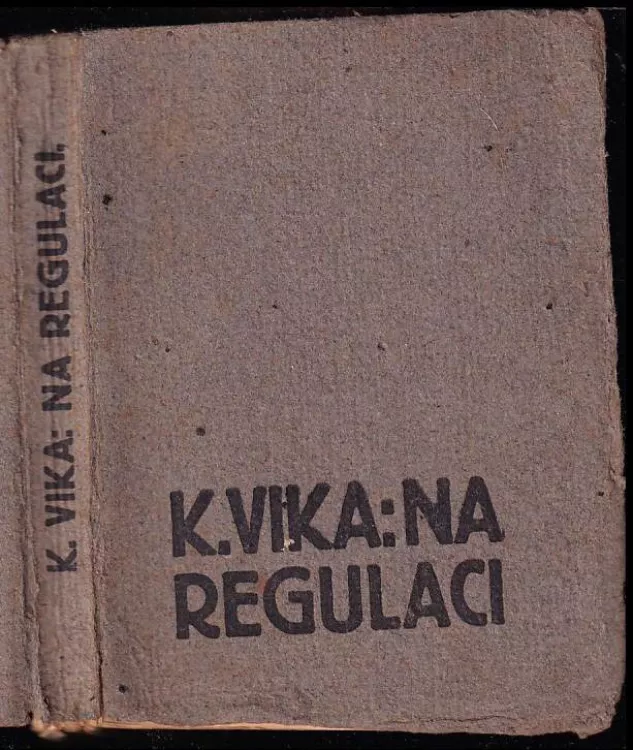 K. VIKA: NA REGULACI.
K.VIKA:NA
REGULACI